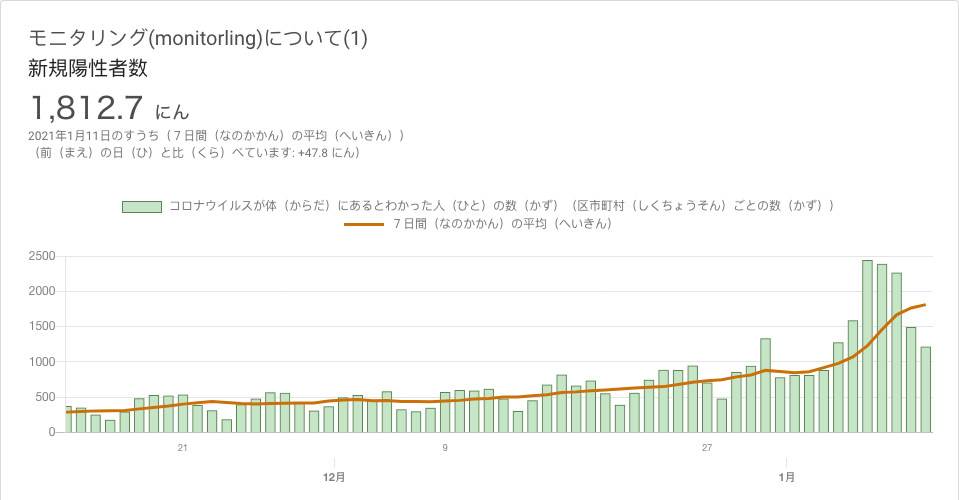 モニタリング(monitorling)について(1)
新規陽性者数
1,812.7 にん
2021年1月11日のすうち（７日間（なのかかん）の平均（へいきん））
（前（まえ）の日（ひ）と比（くら）べています: +47.8 にん）
コロナウイルスが体（からだ）にあるとわかった人（ひと）の数（かず）（区市町村（しくちょうそん）ごとの数（かず））
７日間（なのかかん）の平均（へいきん）
2500
2000
1500
1000
500
0
21 9 27
12月 1月